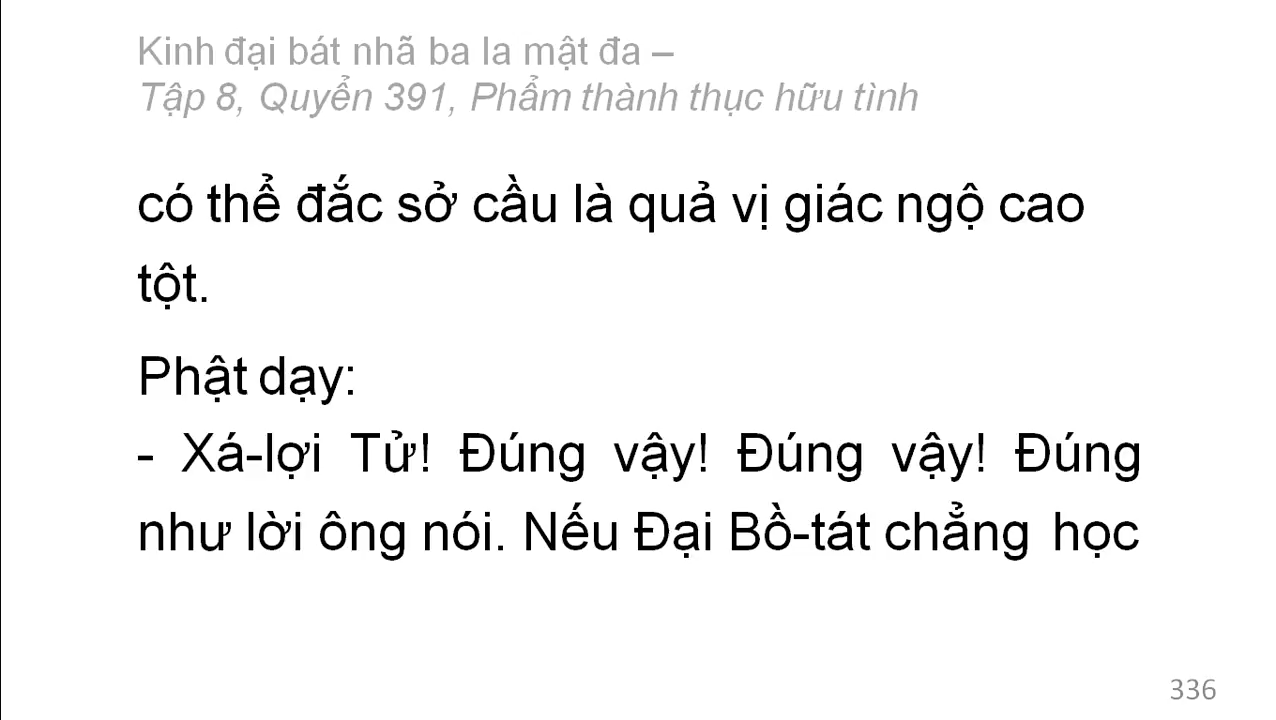 Kinh đại bát nhã ba la mật đa –
Tập 8, Quyển 391, Phẩm thành thục hữu tình
có thể đắc sở cầu là quả vị giác ngộ cao
tột.
Phật dạy:
- Xá-lợi Tử! Đúng vậy! Đúng vậy! Đúng
như lời ông nói. Nếu Đại Bồ-tát chẳng học
336